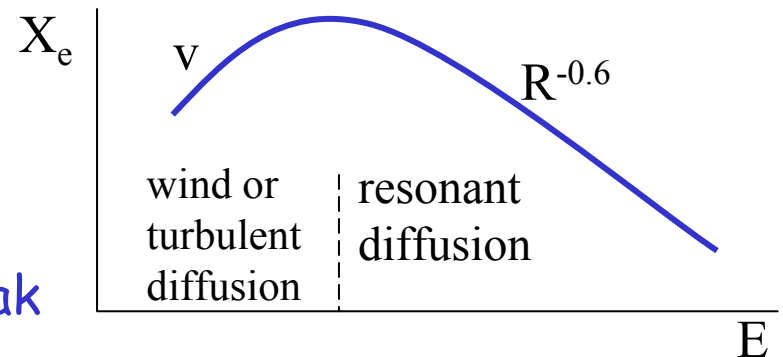 Xₑ
v
R⁻⁰·⁶
wind or
turbulent
diffusion
resonant
diffusion
E